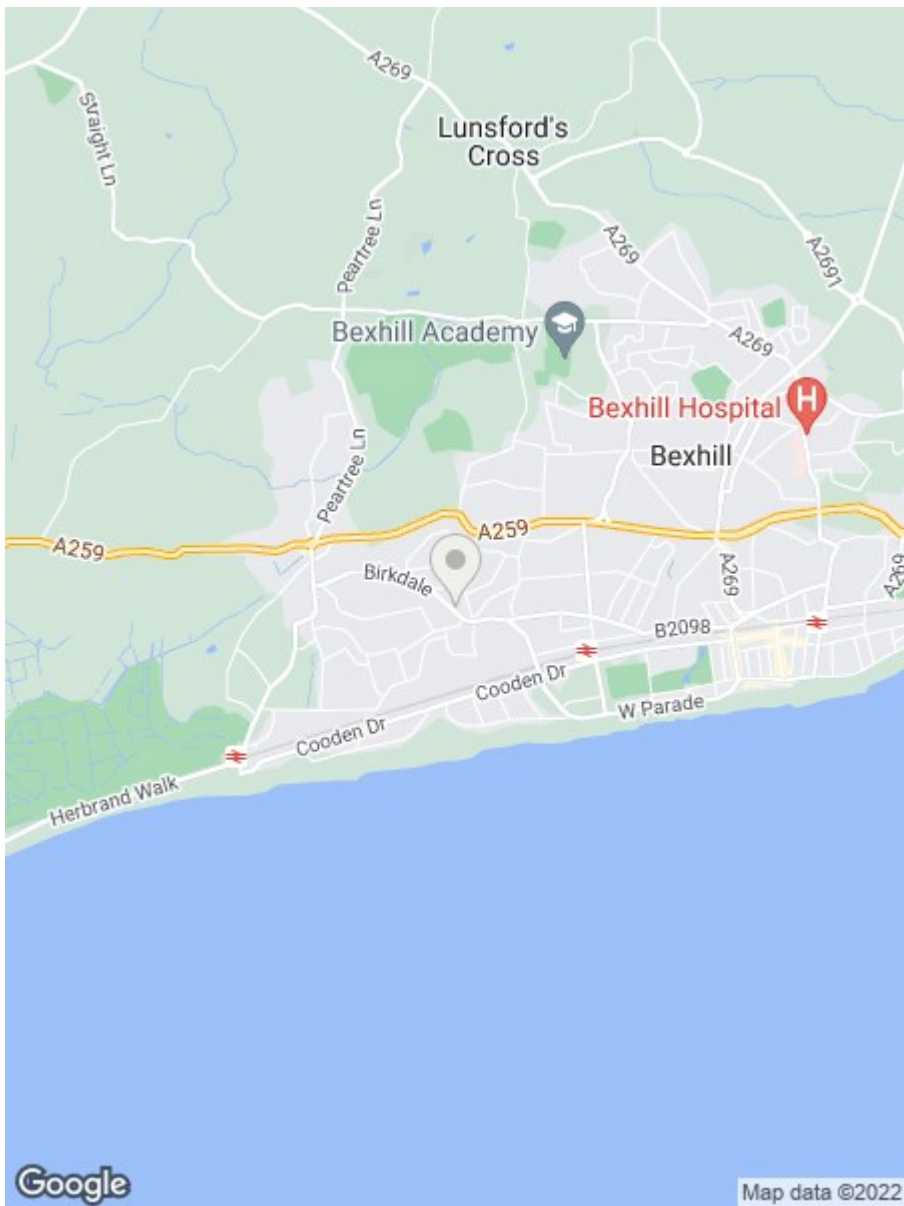 A269
Lunsford's
Cross
Straight Ln
Peartree Ln
A269
A2691
Bexhill Academy
A269
Bexhill Hospital
H
Bexhill
Peartree Ln
A259
A259
Birkdale
A269
A269
B2098
Cooden Dr
W Parade
Cooden Dr
Herbrand Walk
Google
Map data ©2022